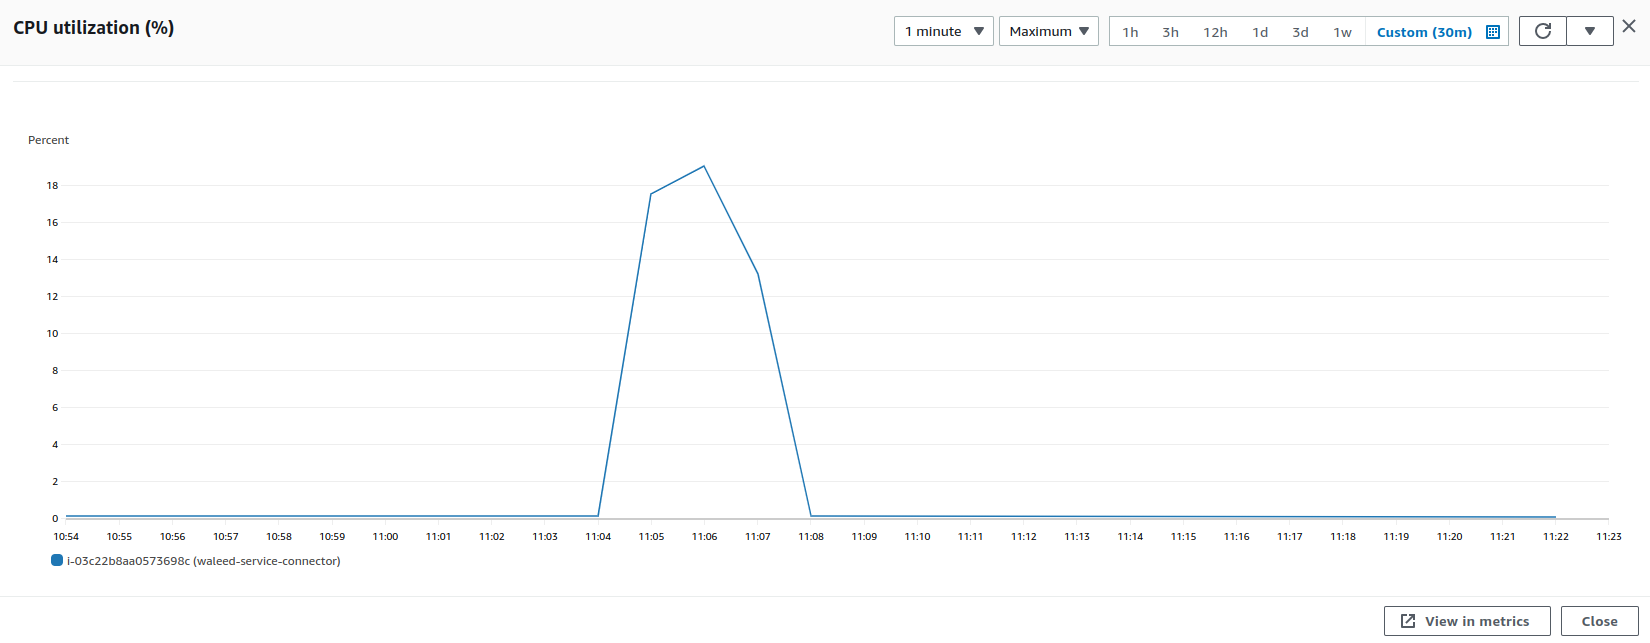 CPU utilization (%)
1 minute
Maximum
1h 3h 12h 1d 3d 1w Custom (30m)
Percent
18
16
14
12
10
8
6
4
2
0
10:54 10:55 10:56 10:57 10:58 10:59 11:00 11:01 11:02 11:03 11:04 11:05 11:06 11:07 11:08 11:09 11:10 11:11 11:12 11:13 11:14 11:15 11:16 11:17 11:18 11:19 11:20 11:21 11:22 11:23
i-03c22b8aa0573698c (waleed-service-connector)
View in metrics
Close